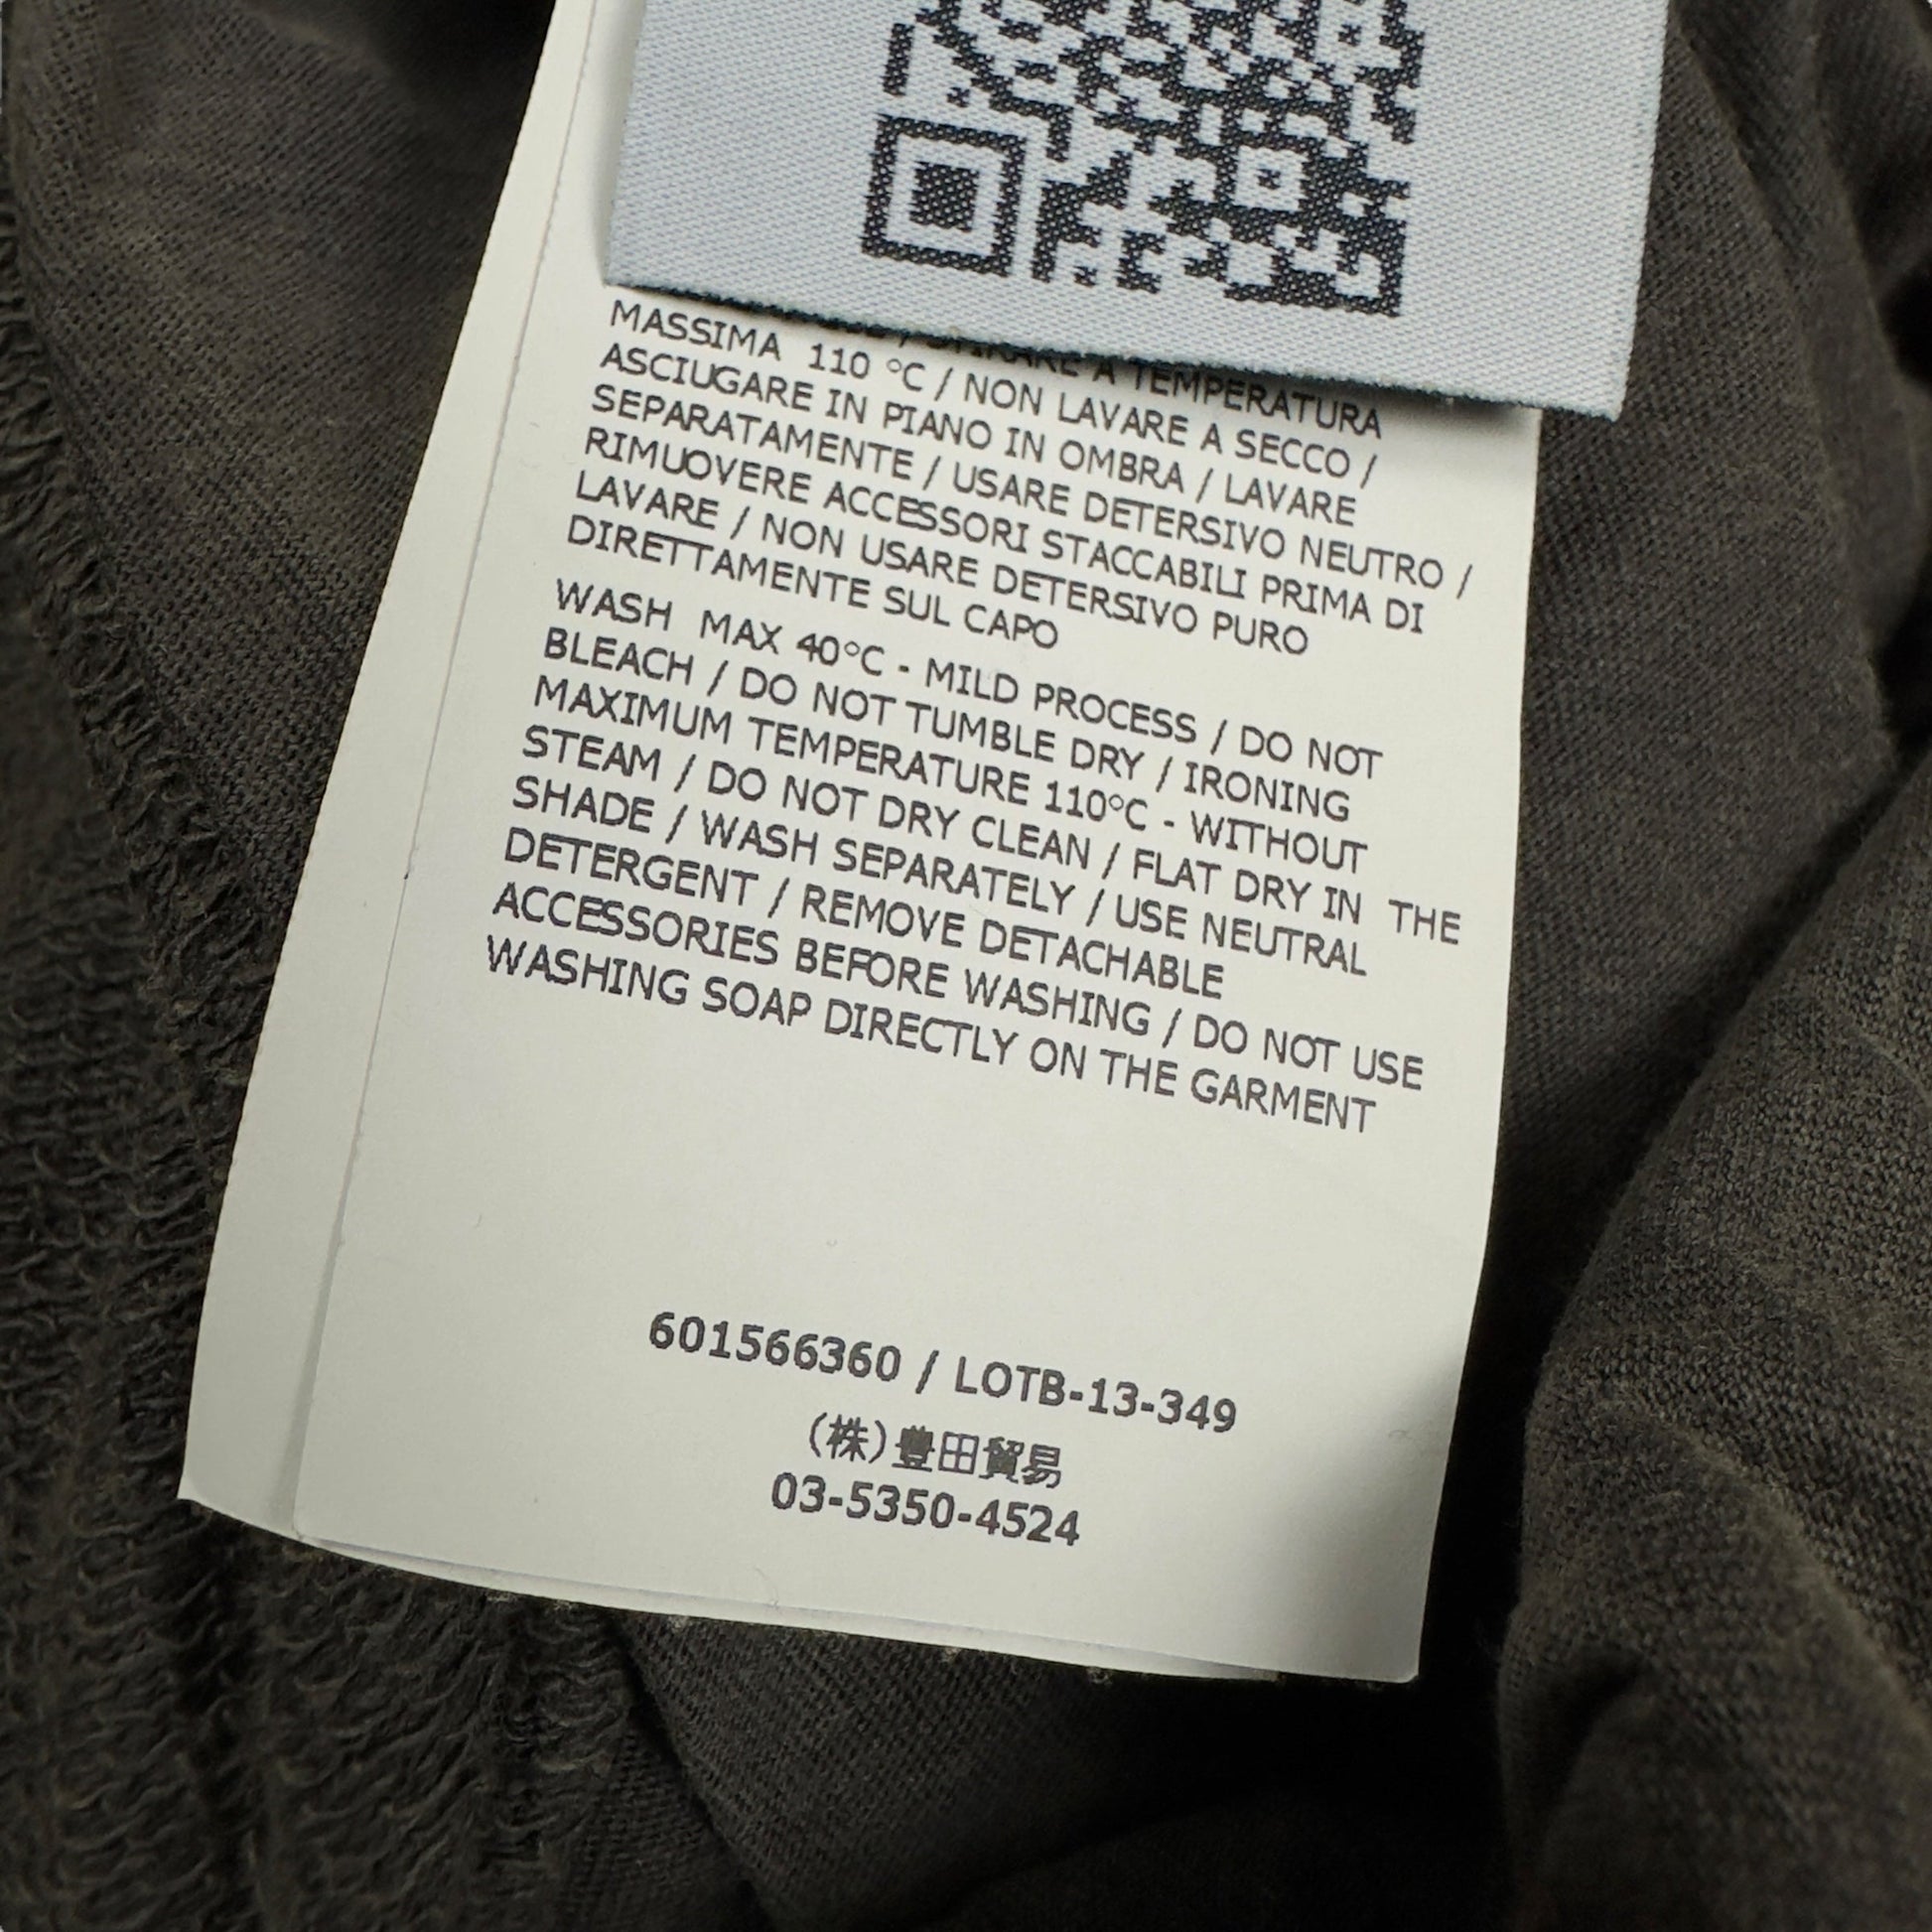 A TEMPERATURA
MASSIMA 110 °C / NON LAVARE A SECCO /
ASCIUGARE IN PIANO IN OMBRA / LAVARE
SEPARATAMENTE / USARE DETERSIVO NEUTRO /
RIMUOVERE ACCESSORI STACCABILI PRIMA DI
LAVARE / NON USARE DETERSIVO PURO
DIRETTAMENTE SUL CAPO
WASH MAX 40°C - MILD PROCESS / DO NOT
BLEACH / DO NOT TUMBLE DRY / IRONING
MAXIMUM TEMPERATURE 110°C - WITHOUT
STEAM / DO NOT DRY CLEAN / FLAT DRY IN THE
SHADE / WASH SEPARATELY / USE NEUTRAL
DETERGENT / REMOVE DETACHABLE
ACCESSORIES BEFORE WASHING / DO NOT USE
WASHING SOAP DIRECTLY ON THE GARMENT
601566360 / LOTB-13-349
(株)豊田貿易
03-5350-4524